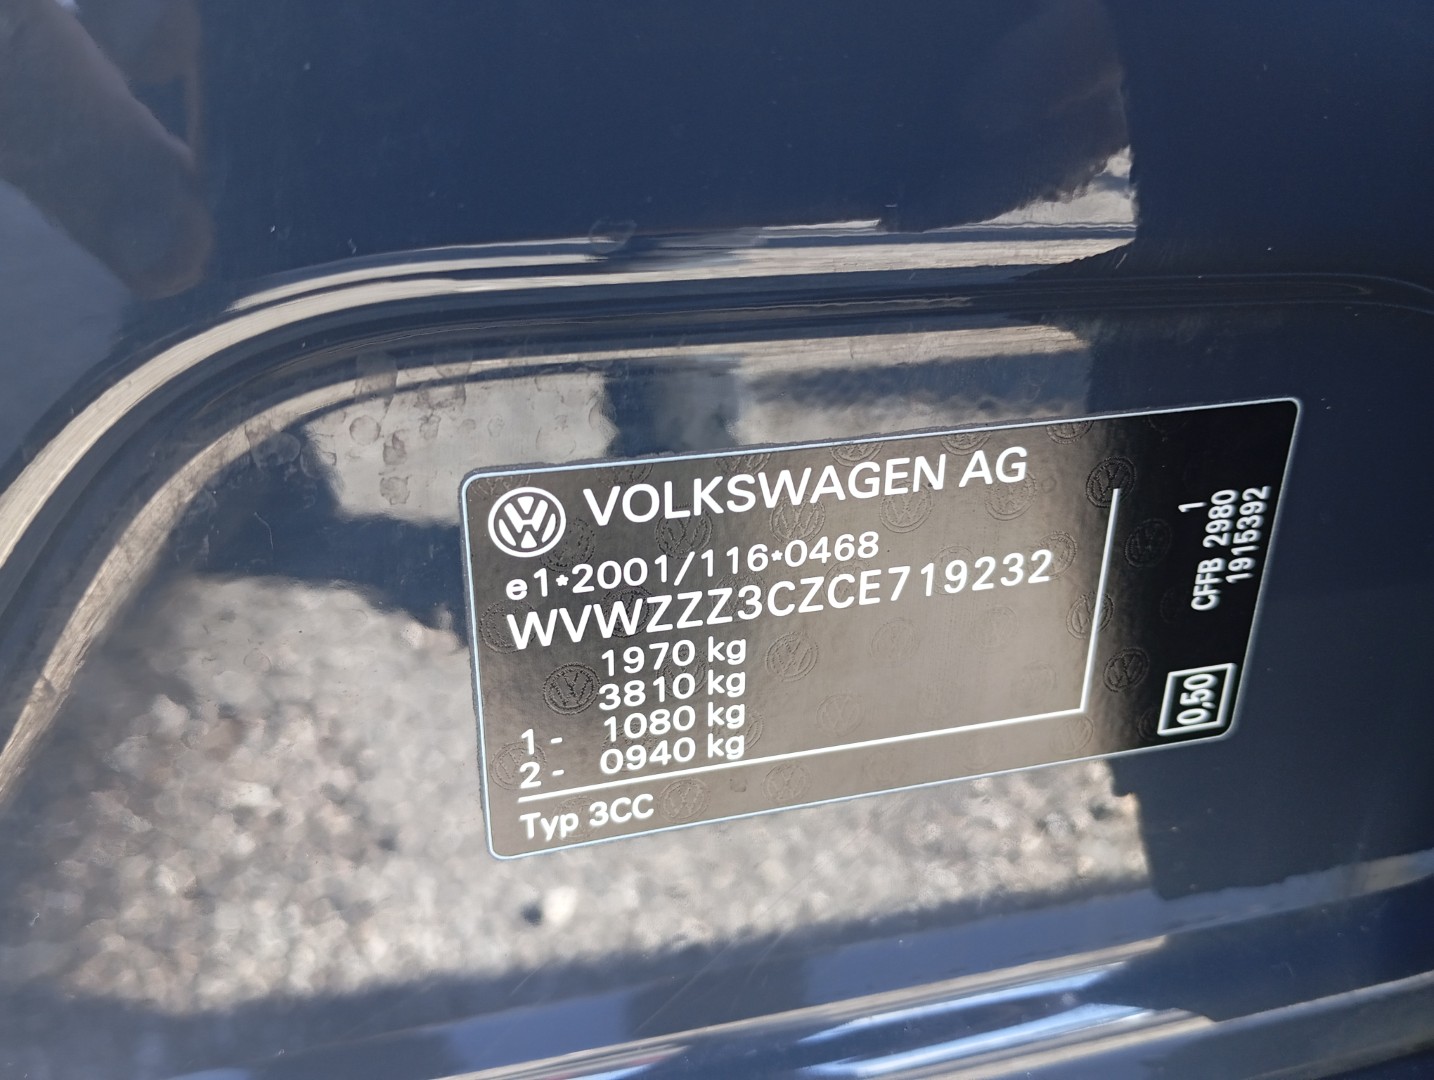 VOLKSWAGEN AG
e1*2001/116*0468
WVWZZZ3CZCE719232
1970 kg
3810 kg
1 - 1080 kg
2 - 0940 kg
Typ 3CC
1
CFFB 2980
1915392
0,50